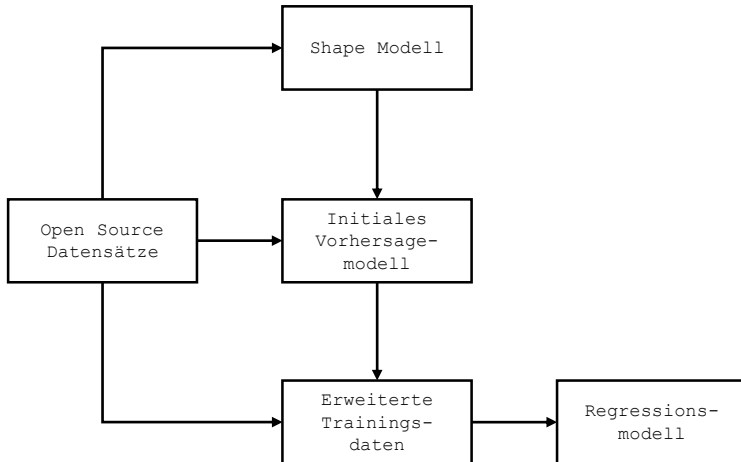 Shape Modell
Open Source
Datensätze
Initiales
Vorhersage-
modell
Erweiterte
Trainings-
daten
Regressions-
modell